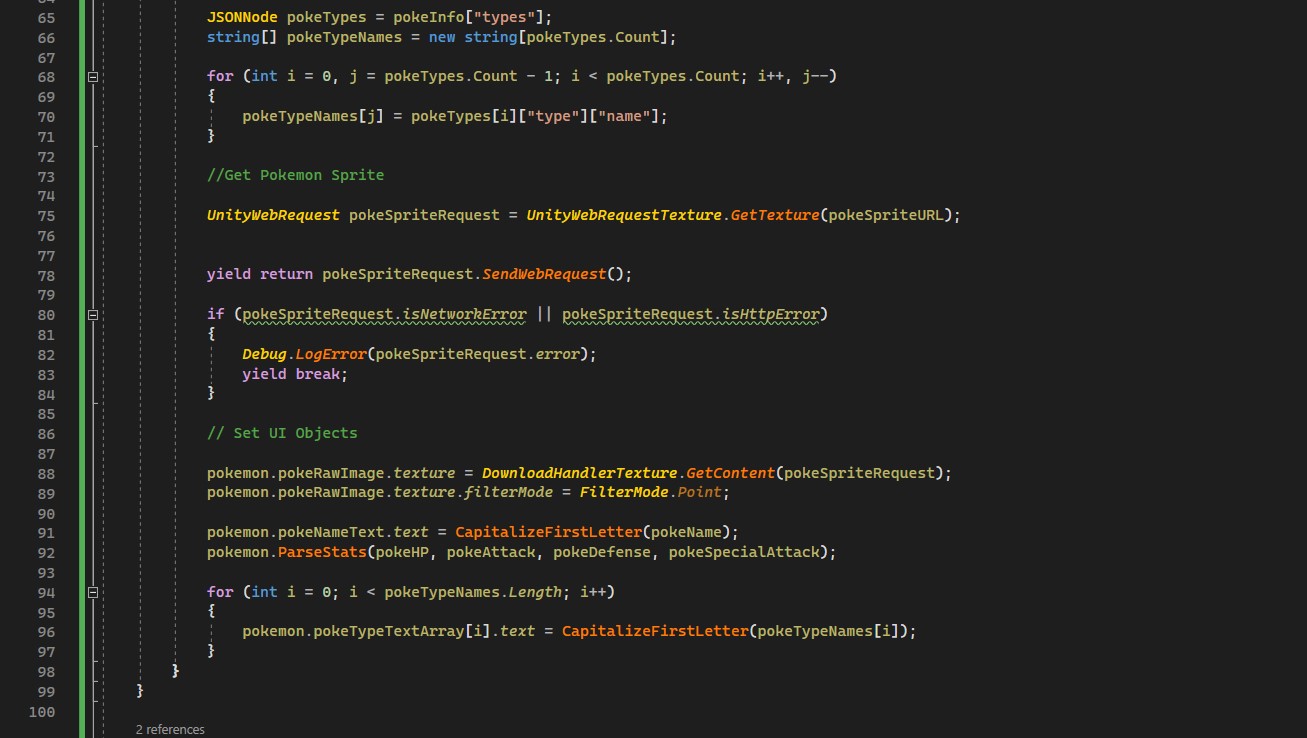 65 JSONNode pokeTypes = pokeInfo["types"];
66 string[] pokeTypeNames = new string[pokeTypes.Count];
67
68 for (int i = 0, j = pokeTypes.Count - 1; i < pokeTypes.Count; i++, j--)
69 {
70 pokeTypeNames[j] = pokeTypes[i]["type"]["name"];
71 }
72
73 //Get Pokemon Sprite
74
75 UnityWebRequest pokeSpriteRequest = UnityWebRequestTexture.GetTexture(pokeSpriteURL);
76
77
78 yield return pokeSpriteRequest.SendWebRequest();
79
80 if (pokeSpriteRequest.isNetworkError || pokeSpriteRequest.isHttpError)
81 {
82 Debug.LogError(pokeSpriteRequest.error);
83 yield break;
84 }
85
86 // Set UI Objects
87
88 pokemon.pokeRawImage.texture = DownloadHandlerTexture.GetContent(pokeSpriteRequest);
89 pokemon.pokeRawImage.texture.filterMode = FilterMode.Point;
90
91 pokemon.pokeNameText.text = CapitalizeFirstLetter(pokeName);
92 pokemon.ParseStats(pokeHP, pokeAttack, pokeDefense, pokeSpecialAttack);
93
94 for (int i = 0; i < pokeTypeNames.Length; i++)
95 {
96 pokemon.pokeTypeTextArray[i].text = CapitalizeFirstLetter(pokeTypeNames[i]);
97 }
98 }
99 }
100
2 references